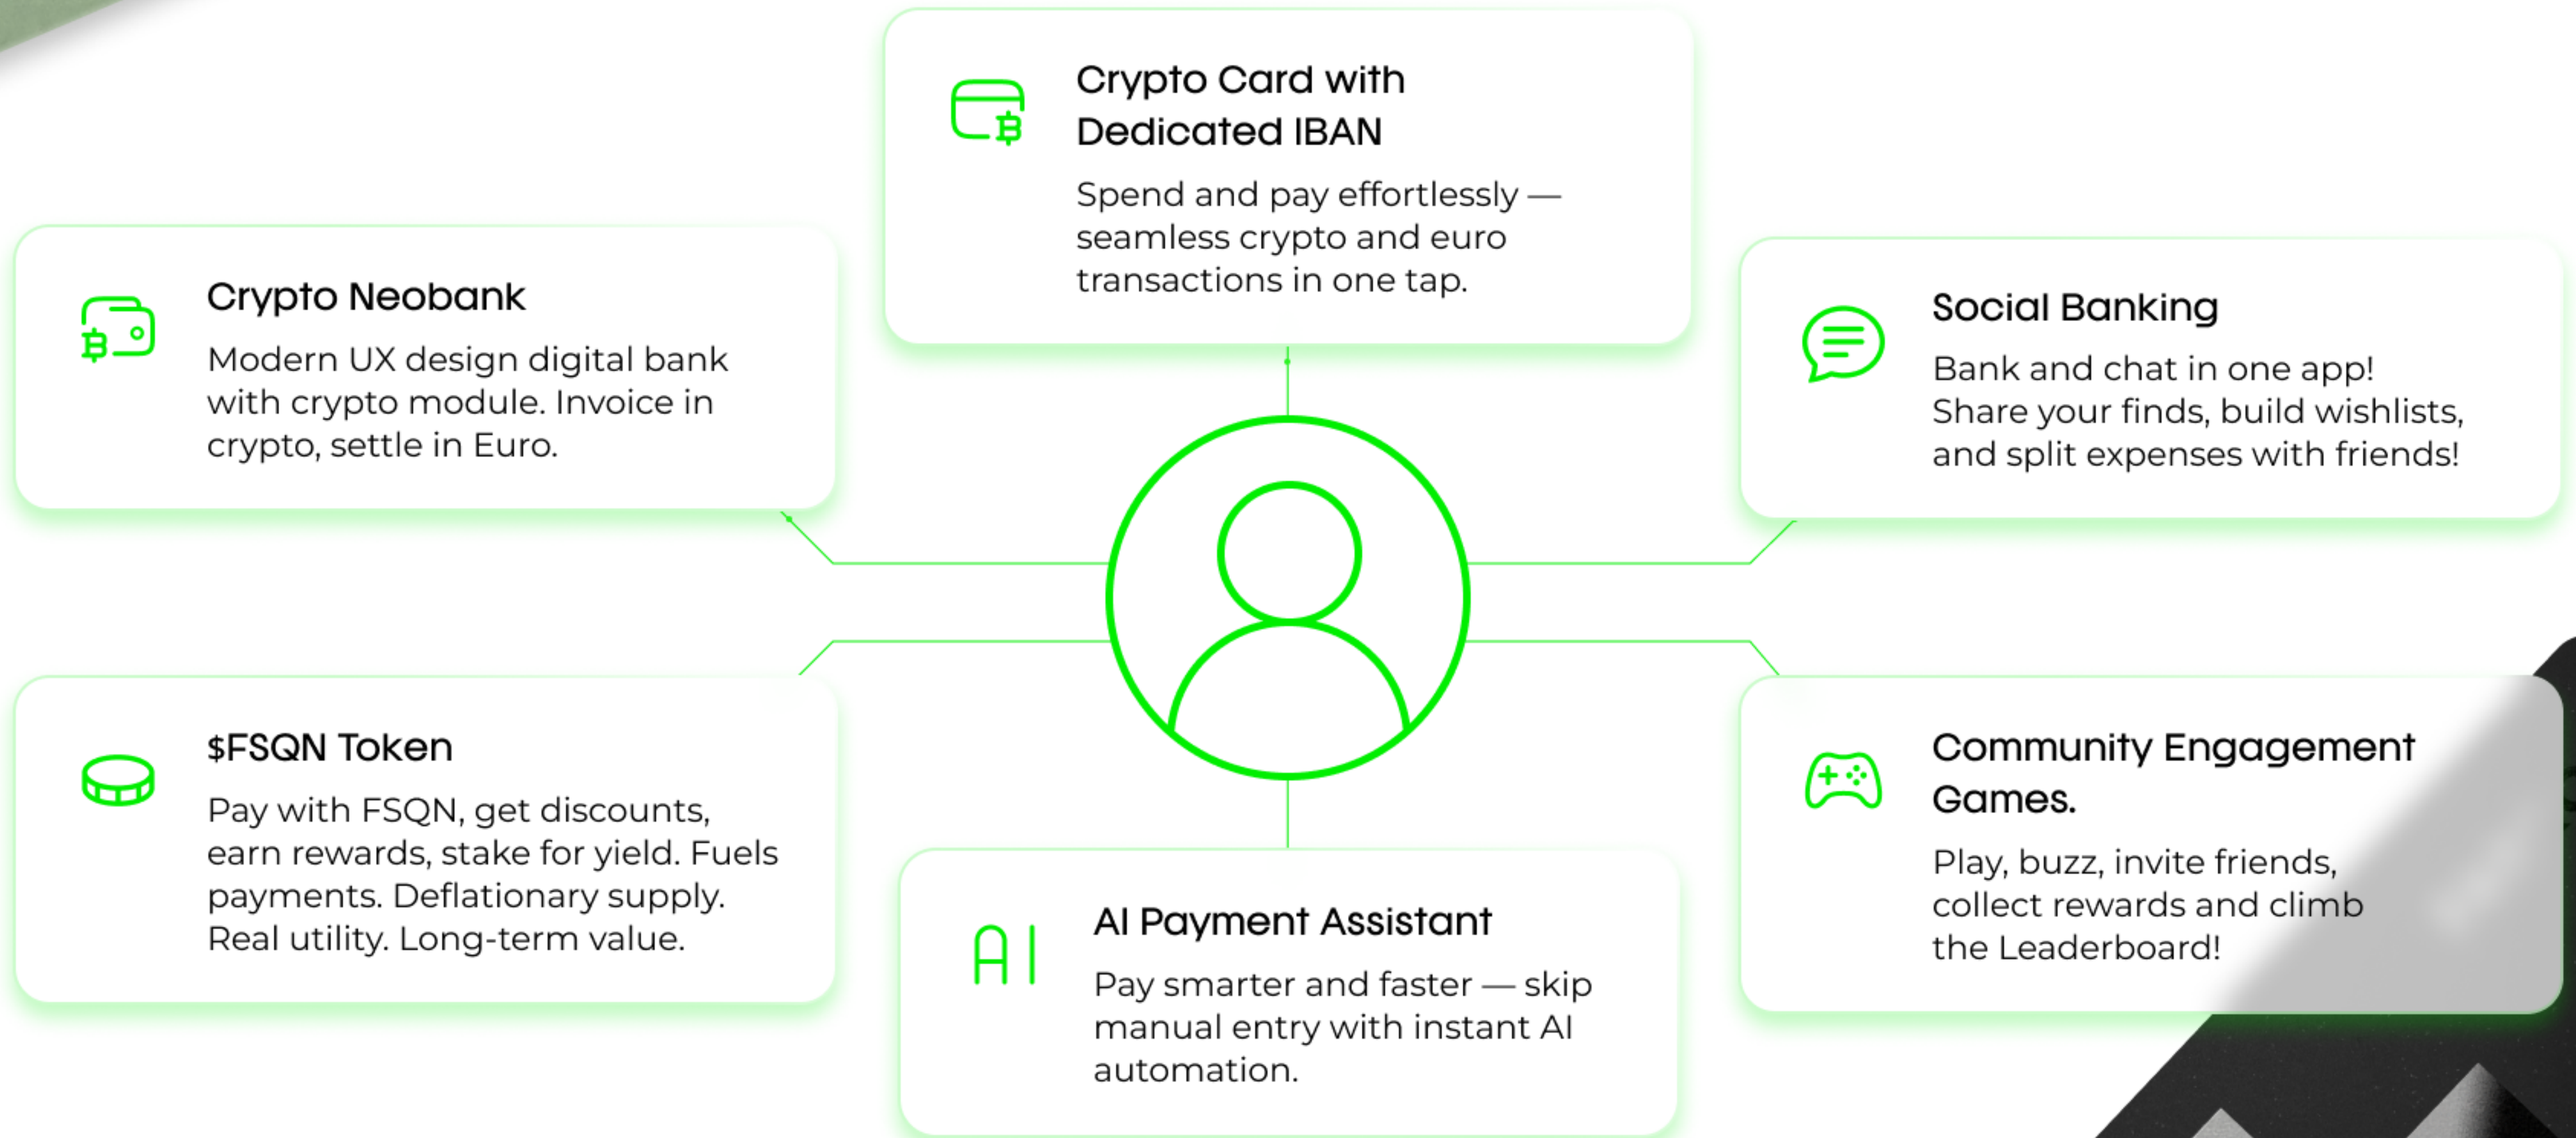 Crypto Card with
Dedicated IBAN
Spend and pay effortlessly —
seamless crypto and euro
transactions in one tap.
Crypto Neobank
Modern UX design digital bank
with crypto module. Invoice in
crypto, settle in Euro.
Social Banking
Bank and chat in one app!
Share your finds, build wishlists,
and split expenses with friends!
$FSQN Token
Pay with FSQN, get discounts,
earn rewards, stake for yield. Fuels
payments. Deflationary supply.
Real utility. Long-term value.
AI
AI Payment Assistant
Pay smarter and faster — skip
manual entry with instant AI
automation.
Community Engagement
Games.
Play, buzz, invite friends,
collect rewards and climb
the Leaderboard!